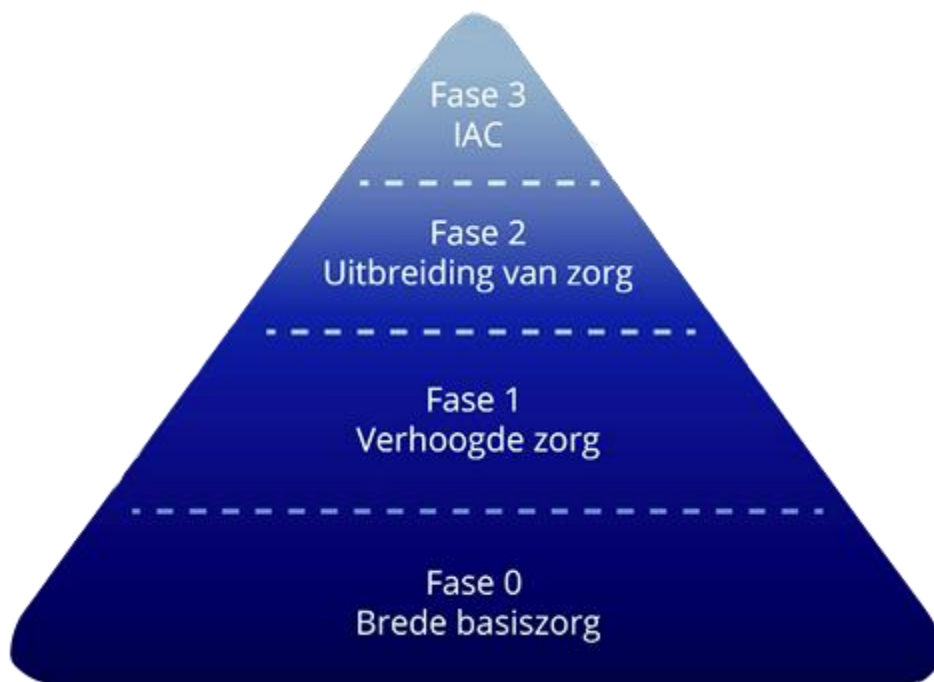 Fase 3
IAC
Fase 2
Uitbreiding van zorg
Fase 1
Verhoogde zorg
Fase 0
Brede basiszorg